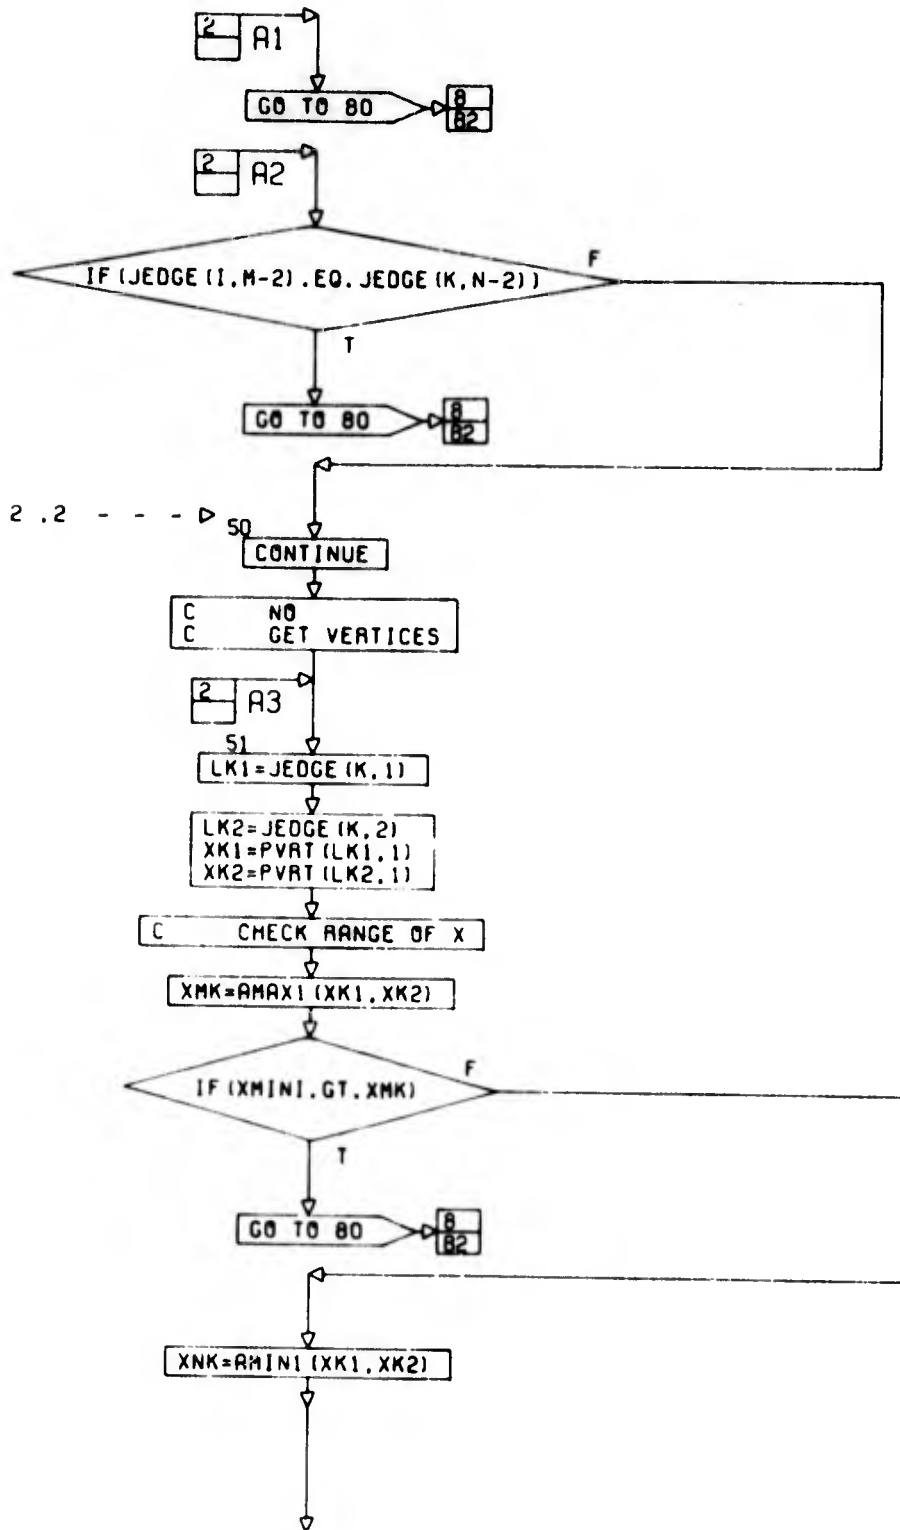 2 A1
GO TO 80 8
B2
2 A2
IF(JEDGE(I,M-2).EQ.JEDGE(K,N-2))
F
T
GO TO 80 8
B2
2 .2 - - -
50
CONTINUE
C NO
C GET VERTICES
2 A3
51
LK1=JEDGE(K,1)
LK2=JEDGE(K,2)
XK1=PVRT(LK1,1)
XK2=PVRT(LK2,1)
C CHECK RANGE OF X
XMK=AMAX1(XK1,XK2)
F
IF(XMINI.GT.XMK)
T
GO TO 80 8
B2
XNK=AMIN1(XK1,XK2)